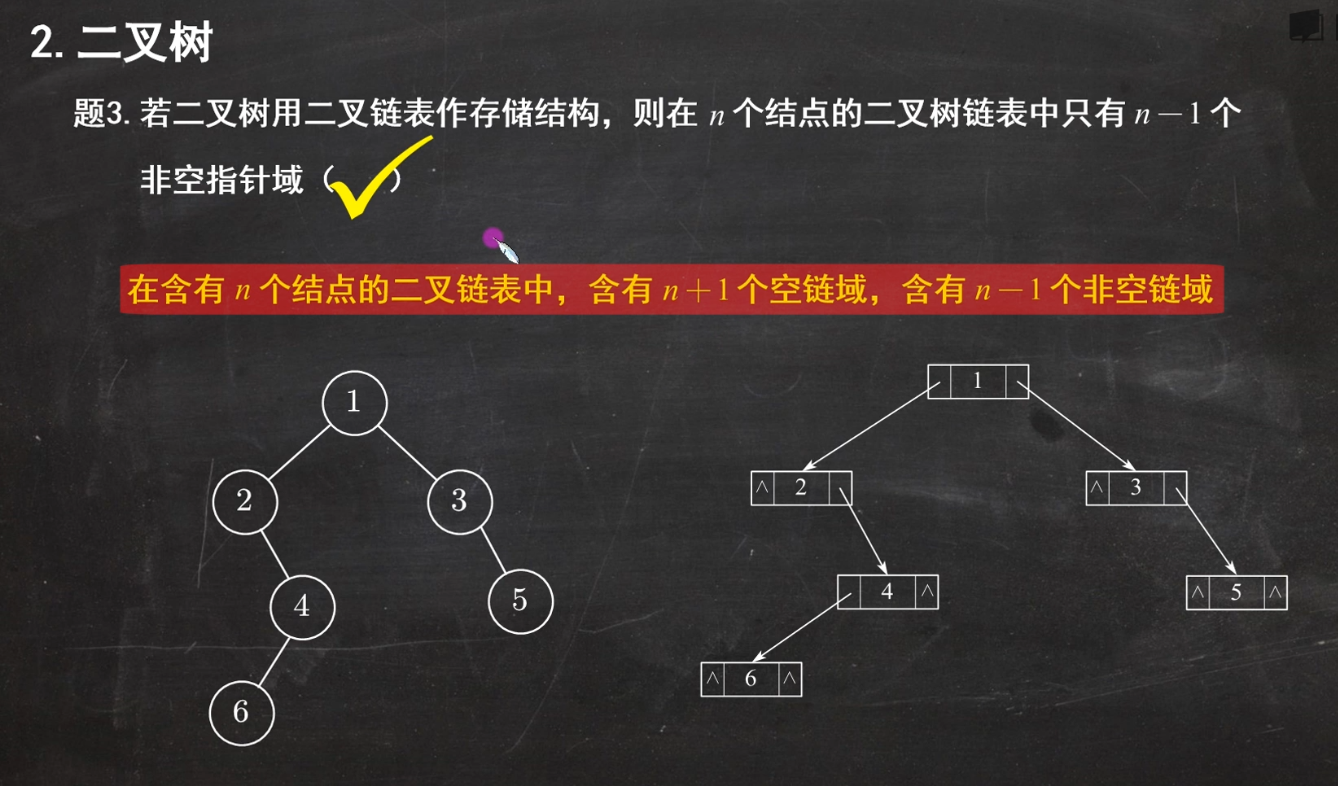 2. 二叉树
题3. 若二叉树用二叉链表作存储结构，则在 n 个结点的二叉树链表中只有 n－1 个
非空指针域（✓）
在含有 n 个结点的二叉链表中，含有 n＋1 个空链域，含有 n－1 个非空链域
1
2 3
4 5
6
1
∧ 2 ∧ 3
4 ∧ ∧ 5 ∧
∧ 6 ∧